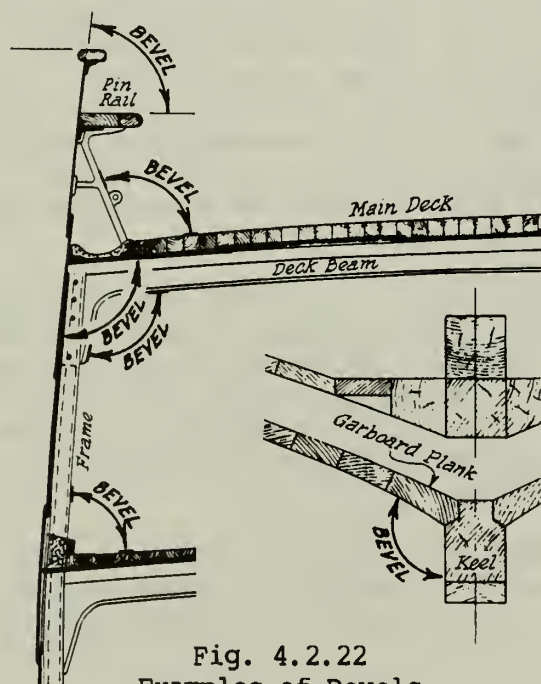 BEVEL
Pin
Rail
BEVEL
Main Deck
Deck Beam
BEVEL
BEVEL
Frame
Garboard Plank
BEVEL
BEVEL
Keel
Fig. 4.2.22
Examples of Bevels